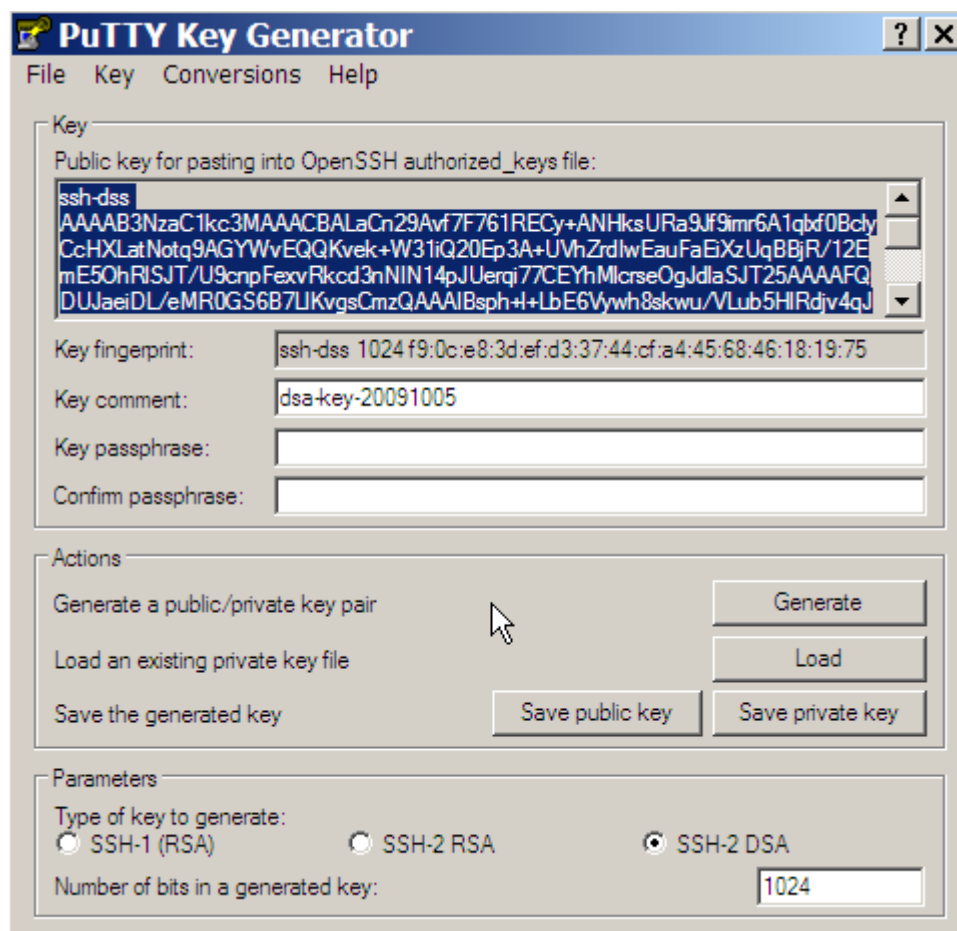 PuTTY Key Generator
File Key Conversions Help
Key
Public key for pasting into OpenSSH authorized_keys file:
ssh-dss
AAAAB3NzaC1kc3MAAACBALaCn29Avf7F761RECy+ANHksURa9Jf9imr6A1qlxf0Bcly
CcHXLatNotq9AGYWvEQQKvek+W31iQ20Ep3A+UVhZrdlwEauFaEiXzUqBBjR/12E
mE5OhRlSJT/U9cnpFexvRkcd3nNIN14pJUerqi77CEYhMlcrseOgJdlaSJT25AAAAFQ
DUJaeiDL/eMR0GS6B7LlKvgsCmzQAAAIBsph+l+LbE6Vywh8skwu/VLub5HlRdjv4qJ
Key fingerprint: ssh-dss 1024 f9:0c:e8:3d:ef:d3:37:44:cf:a4:45:68:46:18:19:75
Key comment: dsa-key-20091005
Key passphrase:
Confirm passphrase:
Actions
Generate a public/private key pair Generate
Load an existing private key file Load
Save the generated key Save public key Save private key
Parameters
Type of key to generate:
SSH-1 (RSA) SSH-2 RSA SSH-2 DSA
Number of bits in a generated key: 1024